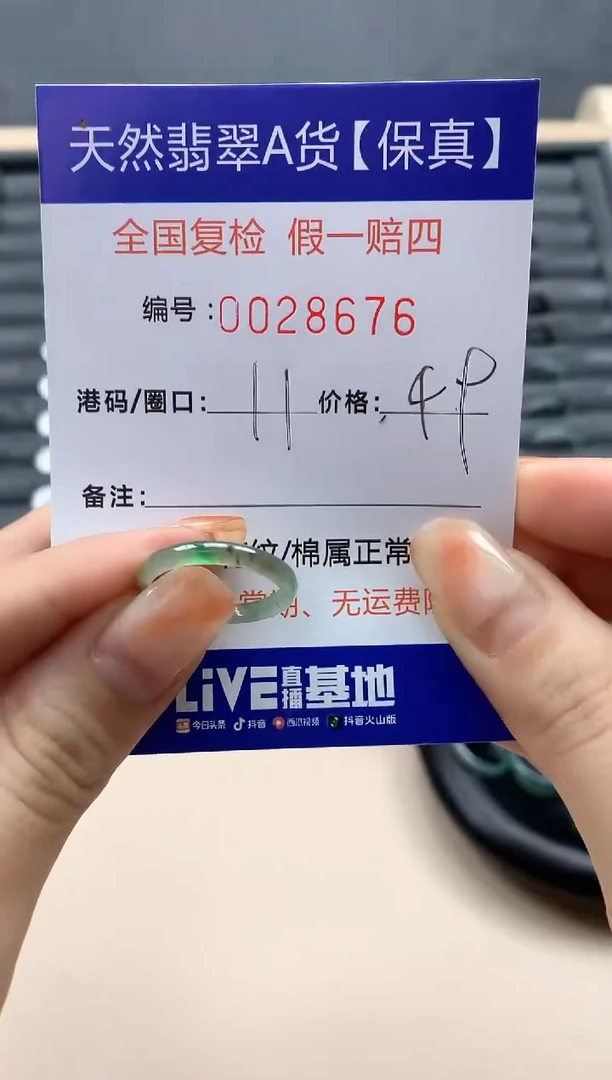 天然翡翠A货【保真】
全国复检 假一赔四
编号:0028676
港码/圈口: 11 价格: 4P
备注:
纹/棉属正常
常期、无运费
LiVE直播基地
今日头条 抖音 西瓜视频 抖音火山版